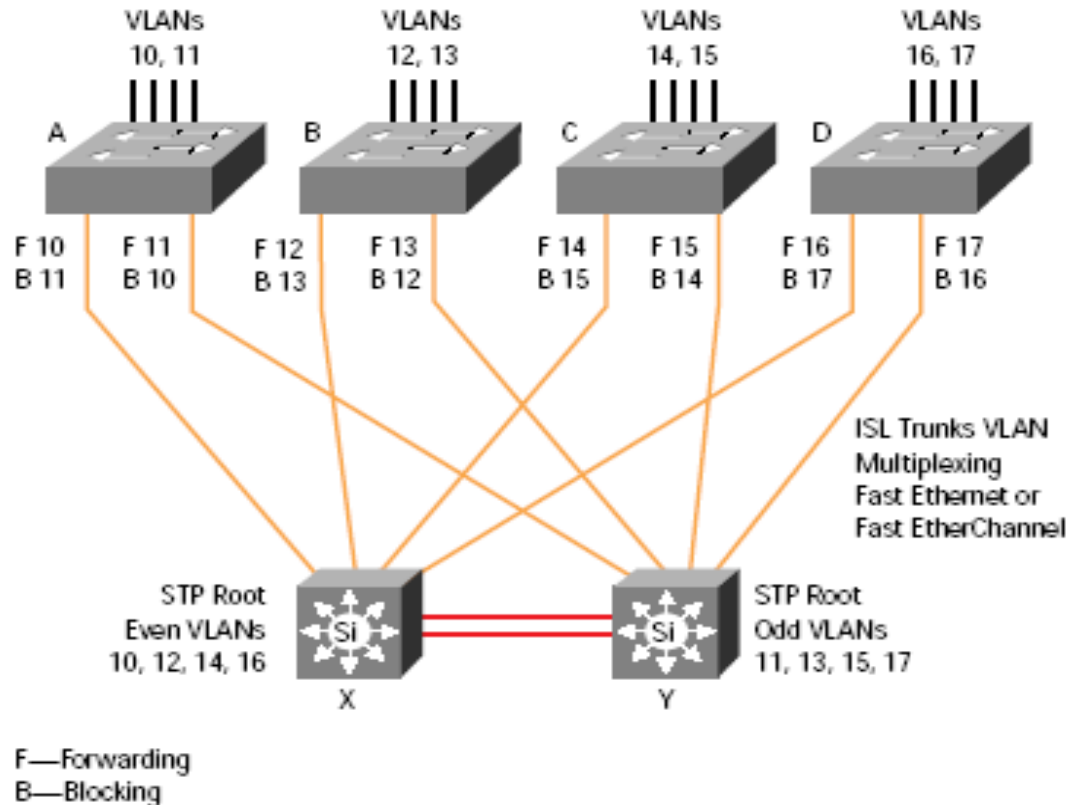 VLANs
10, 11
VLANs
12, 13
VLANs
14, 15
VLANs
16, 17
A
B
C
D
F 10
B 11
F 11
B 10
F 12
B 13
F 13
B 12
F 14
B 15
F 15
B 14
F 16
B 17
F 17
B 16
ISL Trunks VLAN
Multiplexing
Fast Ethernet or
Fast EtherChannel
STP Root
Even VLANs
10, 12, 14, 16
Si
X
Si
Y
STP Root
Odd VLANs
11, 13, 15, 17
F—Forwarding
B—Blocking